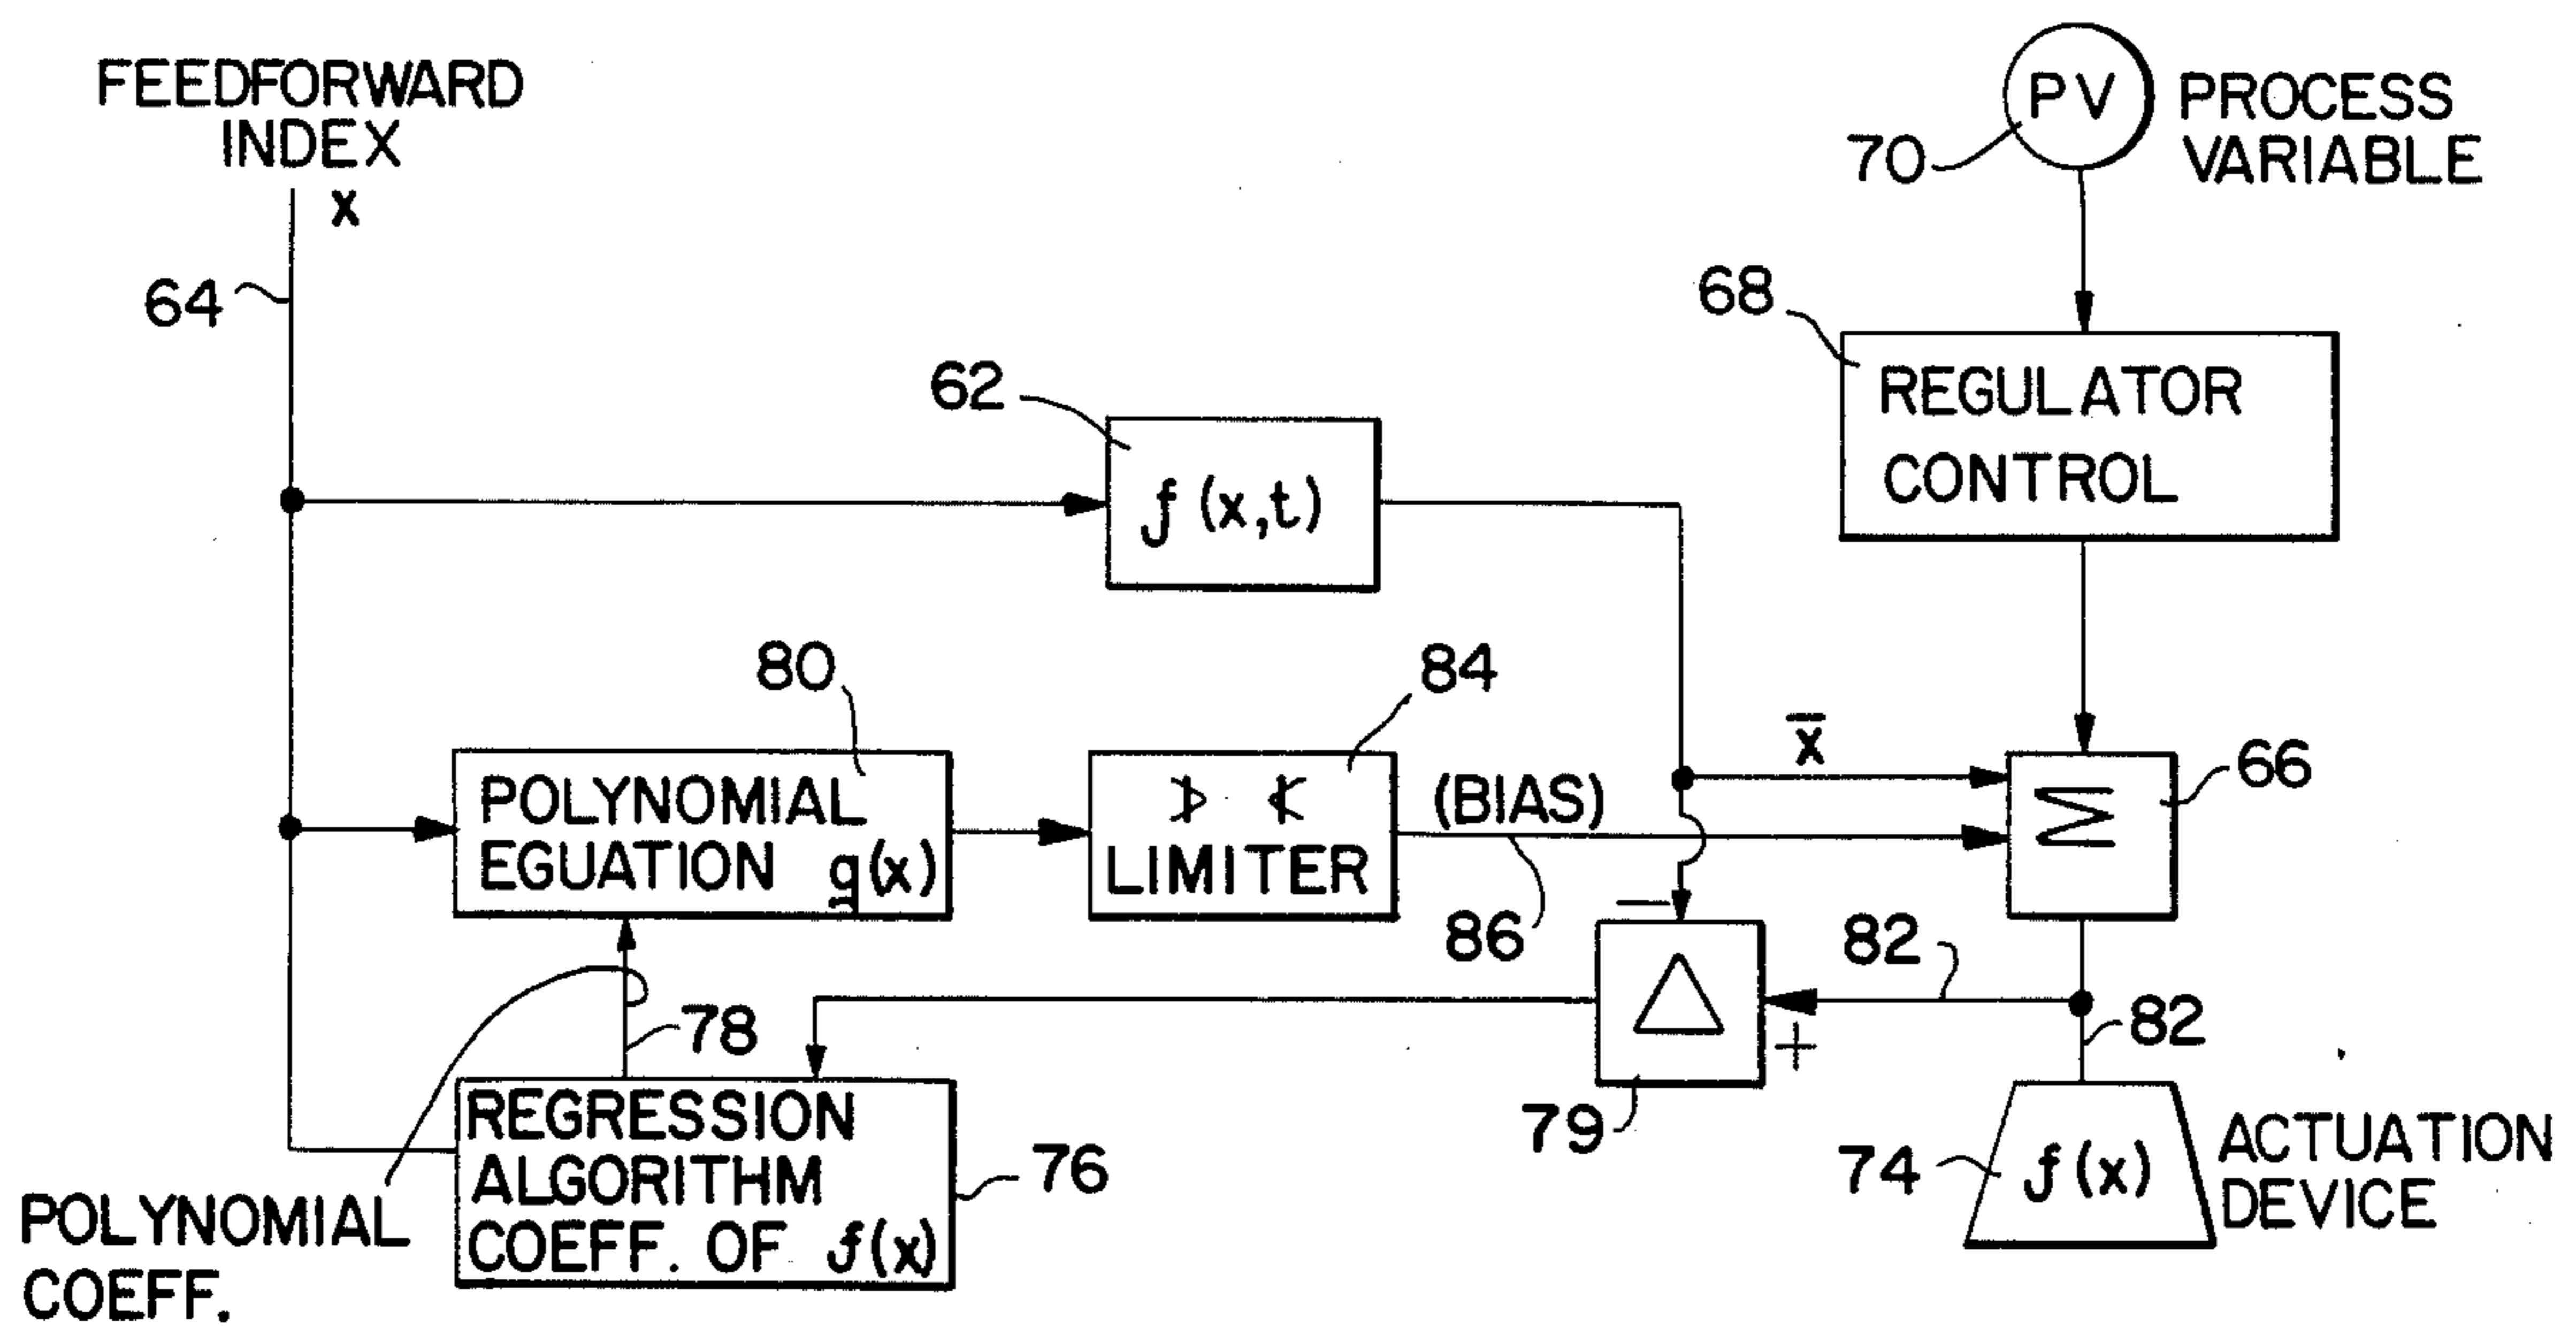 FEEDFORWARD
INDEX
x
64
PV
PROCESS
VARIABLE
70
68
REGULATOR
CONTROL
62
f(x,t)
80
POLYNOMIAL
EGUATION g(x)
84
LIMITER
(BIAS)
86
x̅
Σ
66
−
Δ
+
79
82
82
78
REGRESSION
ALGORITHM
COEFF. OF f(x)
76
POLYNOMIAL
COEFF.
74
f(x)
ACTUATION
DEVICE